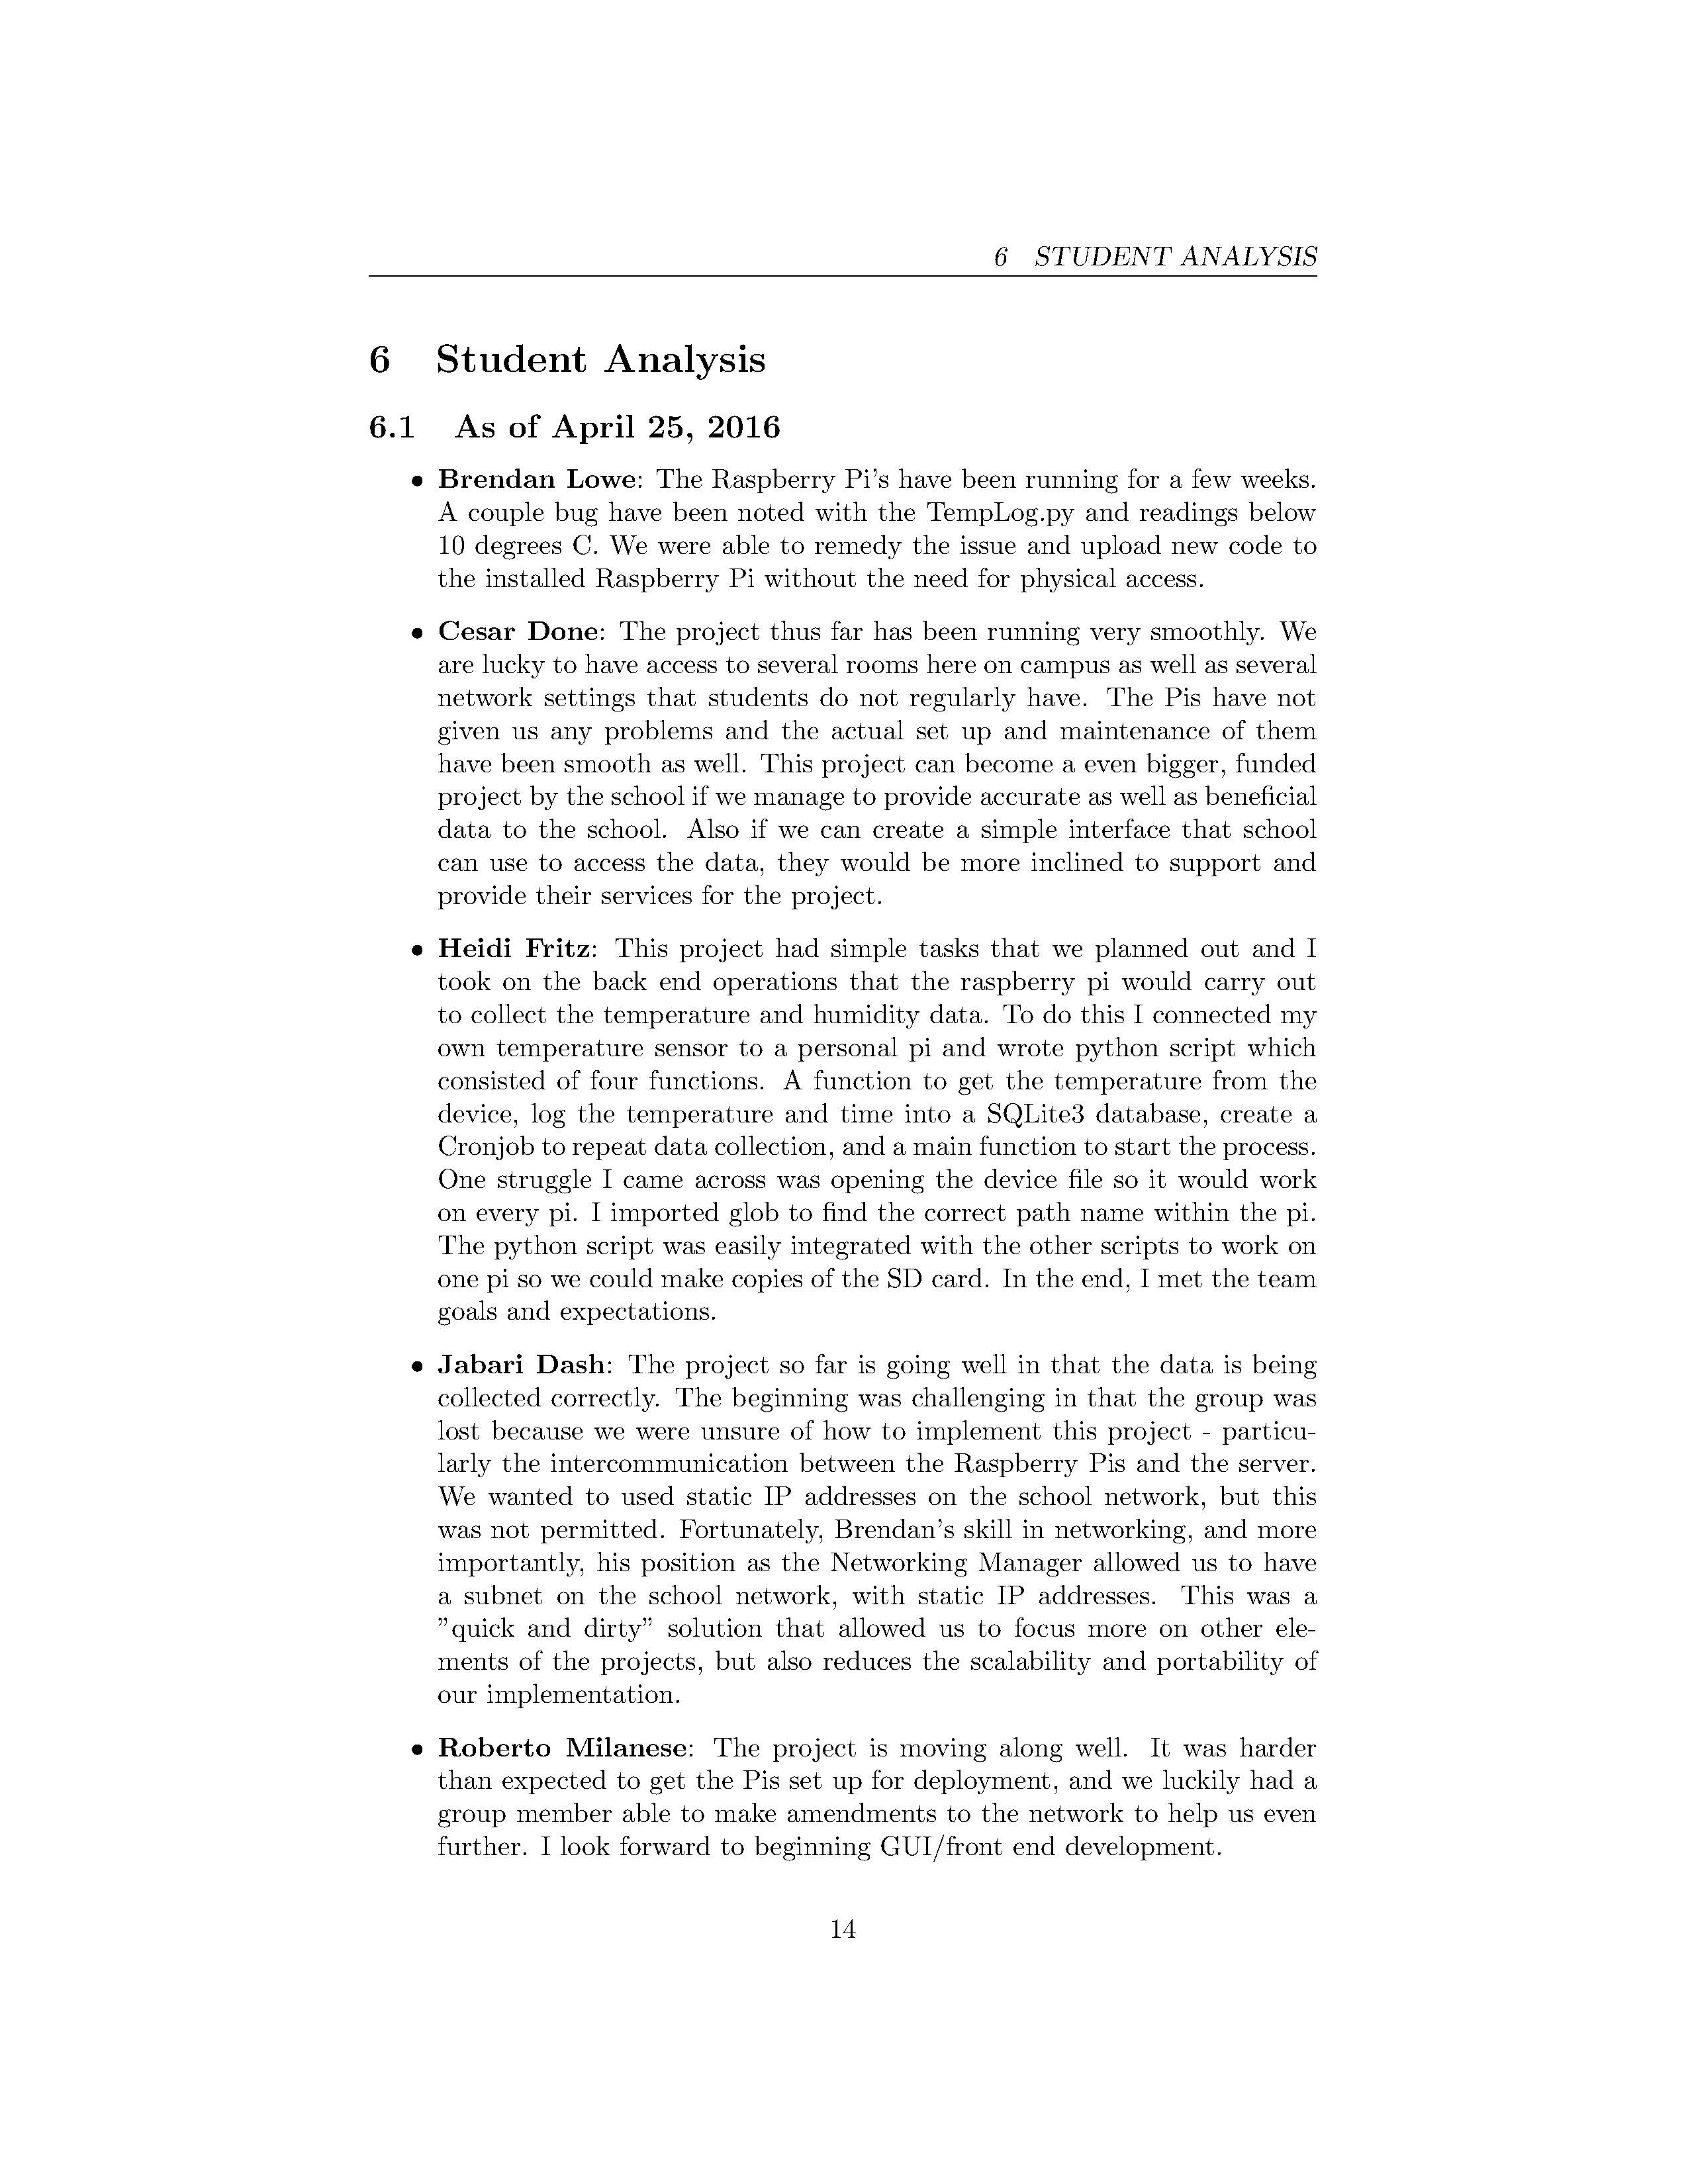 6 STUDENT ANALYSIS
6 Student Analysis
6.1 As of April 25, 2016
• Brendan Lowe: The Raspberry Pi's have been running for a few weeks.
A couple bug have been noted with the TempLog.py and readings below
10 degrees C. We were able to remedy the issue and upload new code to
the installed Raspberry Pi without the need for physical access.
• Cesar Done: The project thus far has been running very smoothly. We
are lucky to have access to several rooms here on campus as well as several
network settings that students do not regularly have. The Pis have not
given us any problems and the actual set up and maintenance of them
have been smooth as well. This project can become a even bigger, funded
project by the school if we manage to provide accurate as well as beneficial
data to the school. Also if we can create a simple interface that school
can use to access the data, they would be more inclined to support and
provide their services for the project.
• Heidi Fritz: This project had simple tasks that we planned out and I
took on the back end operations that the raspberry pi would carry out
to collect the temperature and humidity data. To do this I connected my
own temperature sensor to a personal pi and wrote python script which
consisted of four functions. A function to get the temperature from the
device, log the temperature and time into a SQLite3 database, create a
Cronjob to repeat data collection, and a main function to start the process.
One struggle I came across was opening the device file so it would work
on every pi. I imported glob to find the correct path name within the pi.
The python script was easily integrated with the other scripts to work on
one pi so we could make copies of the SD card. In the end, I met the team
goals and expectations.
• Jabari Dash: The project so far is going well in that the data is being
collected correctly. The beginning was challenging in that the group was
lost because we were unsure of how to implement this project - particu-
larly the intercommunication between the Raspberry Pis and the server.
We wanted to used static IP addresses on the school network, but this
was not permitted. Fortunately, Brendan's skill in networking, and more
importantly, his position as the Networking Manager allowed us to have
a subnet on the school network, with static IP addresses. This was a
”quick and dirty” solution that allowed us to focus more on other ele-
ments of the projects, but also reduces the scalability and portability of
our implementation.
• Roberto Milanese: The project is moving along well. It was harder
than expected to get the Pis set up for deployment, and we luckily had a
group member able to make amendments to the network to help us even
further. I look forward to beginning GUI/front end development.
14